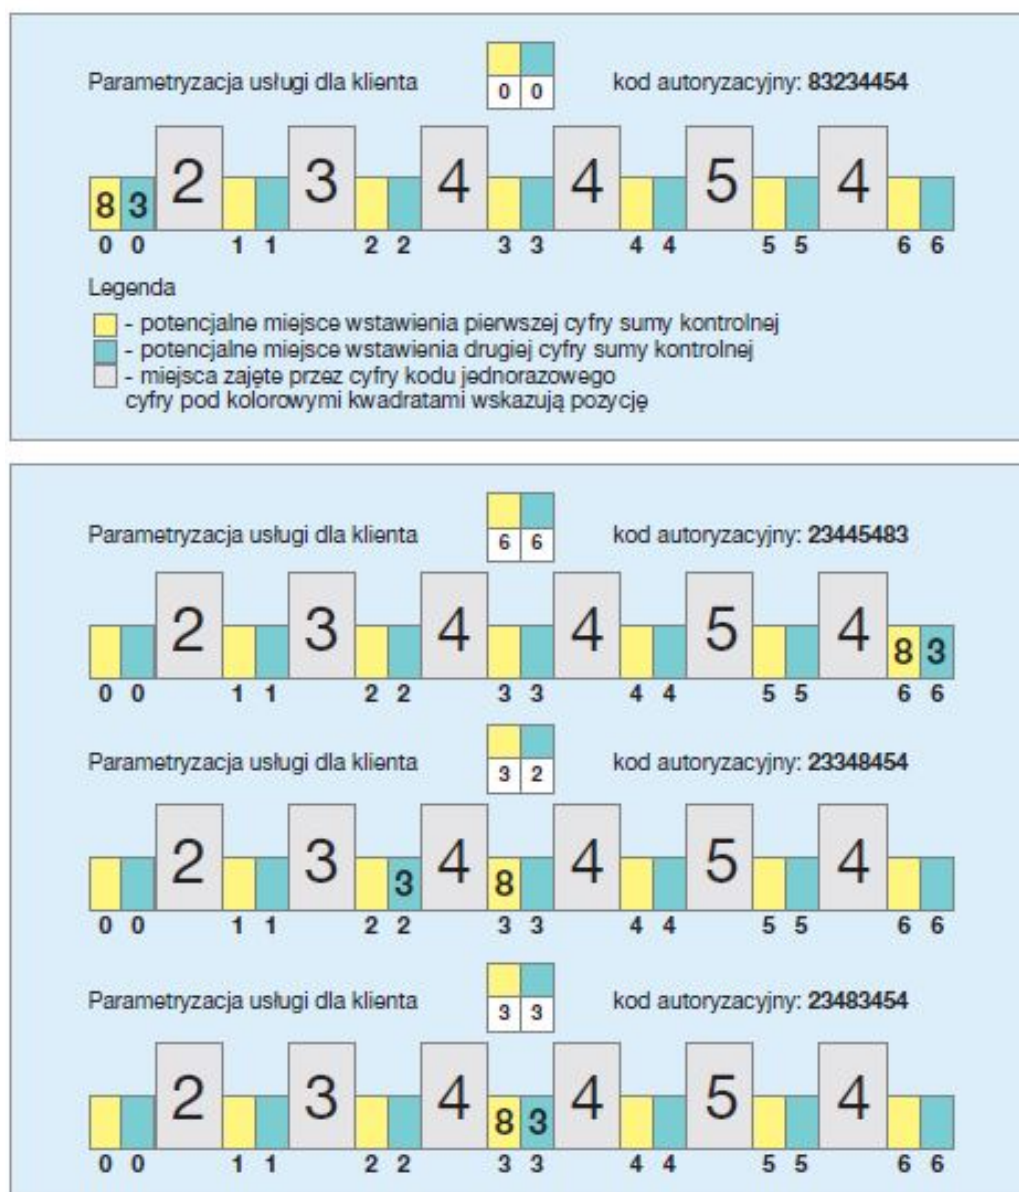 Parametryzacja usługi dla klienta 0 0 kod autoryzacyjny: 83234454
8 3 2 3 4 4 5 4
0 0 1 1 2 2 3 3 4 4 5 5 6 6
Legenda
- potencjalne miejsce wstawienia pierwszej cyfry sumy kontrolnej
- potencjalne miejsce wstawienia drugiej cyfry sumy kontrolnej
- miejsca zajęte przez cyfry kodu jednorazowego
cyfry pod kolorowymi kwadratami wskazują pozycję
Parametryzacja usługi dla klienta 6 6 kod autoryzacyjny: 23445483
2 3 4 4 5 4 8 3
0 0 1 1 2 2 3 3 4 4 5 5 6 6
Parametryzacja usługi dla klienta 3 2 kod autoryzacyjny: 23348454
2 3 3 4 8 4 5 4
0 0 1 1 2 2 3 3 4 4 5 5 6 6
Parametryzacja usługi dla klienta 3 3 kod autoryzacyjny: 23483454
2 3 4 8 3 4 5 4
0 0 1 1 2 2 3 3 4 4 5 5 6 6